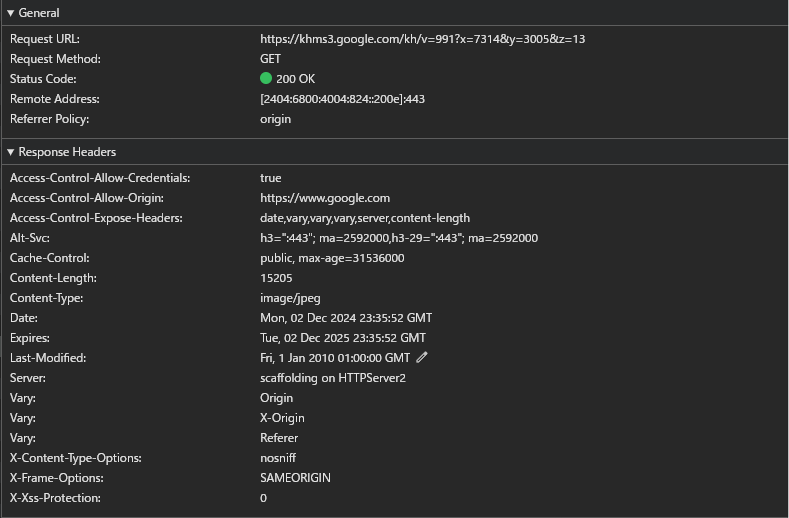 General
Request URL: https://khms3.google.com/kh/v=991?x=7314&y=3005&z=13
Request Method: GET
Status Code: 200 OK
Remote Address: [2404:6800:4004:824::200e]:443
Referrer Policy: origin
Response Headers
Access-Control-Allow-Credentials: true
Access-Control-Allow-Origin: https://www.google.com
Access-Control-Expose-Headers: date,vary,vary,vary,server,content-length
Alt-Svc: h3=":443"; ma=2592000,h3-29=":443"; ma=2592000
Cache-Control: public, max-age=31536000
Content-Length: 15205
Content-Type: image/jpeg
Date: Mon, 02 Dec 2024 23:35:52 GMT
Expires: Tue, 02 Dec 2025 23:35:52 GMT
Last-Modified: Fri, 1 Jan 2010 01:00:00 GMT
Server: scaffolding on HTTPServer2
Vary: Origin
Vary: X-Origin
Vary: Referer
X-Content-Type-Options: nosniff
X-Frame-Options: SAMEORIGIN
X-Xss-Protection: 0